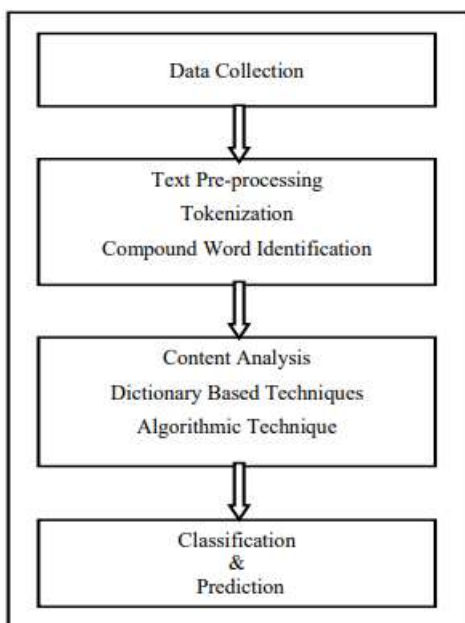 Data Collection
Text Pre-processing
Tokenization
Compound Word Identification
Content Analysis
Dictionary Based Techniques
Algorithmic Technique
Classification
&
Prediction